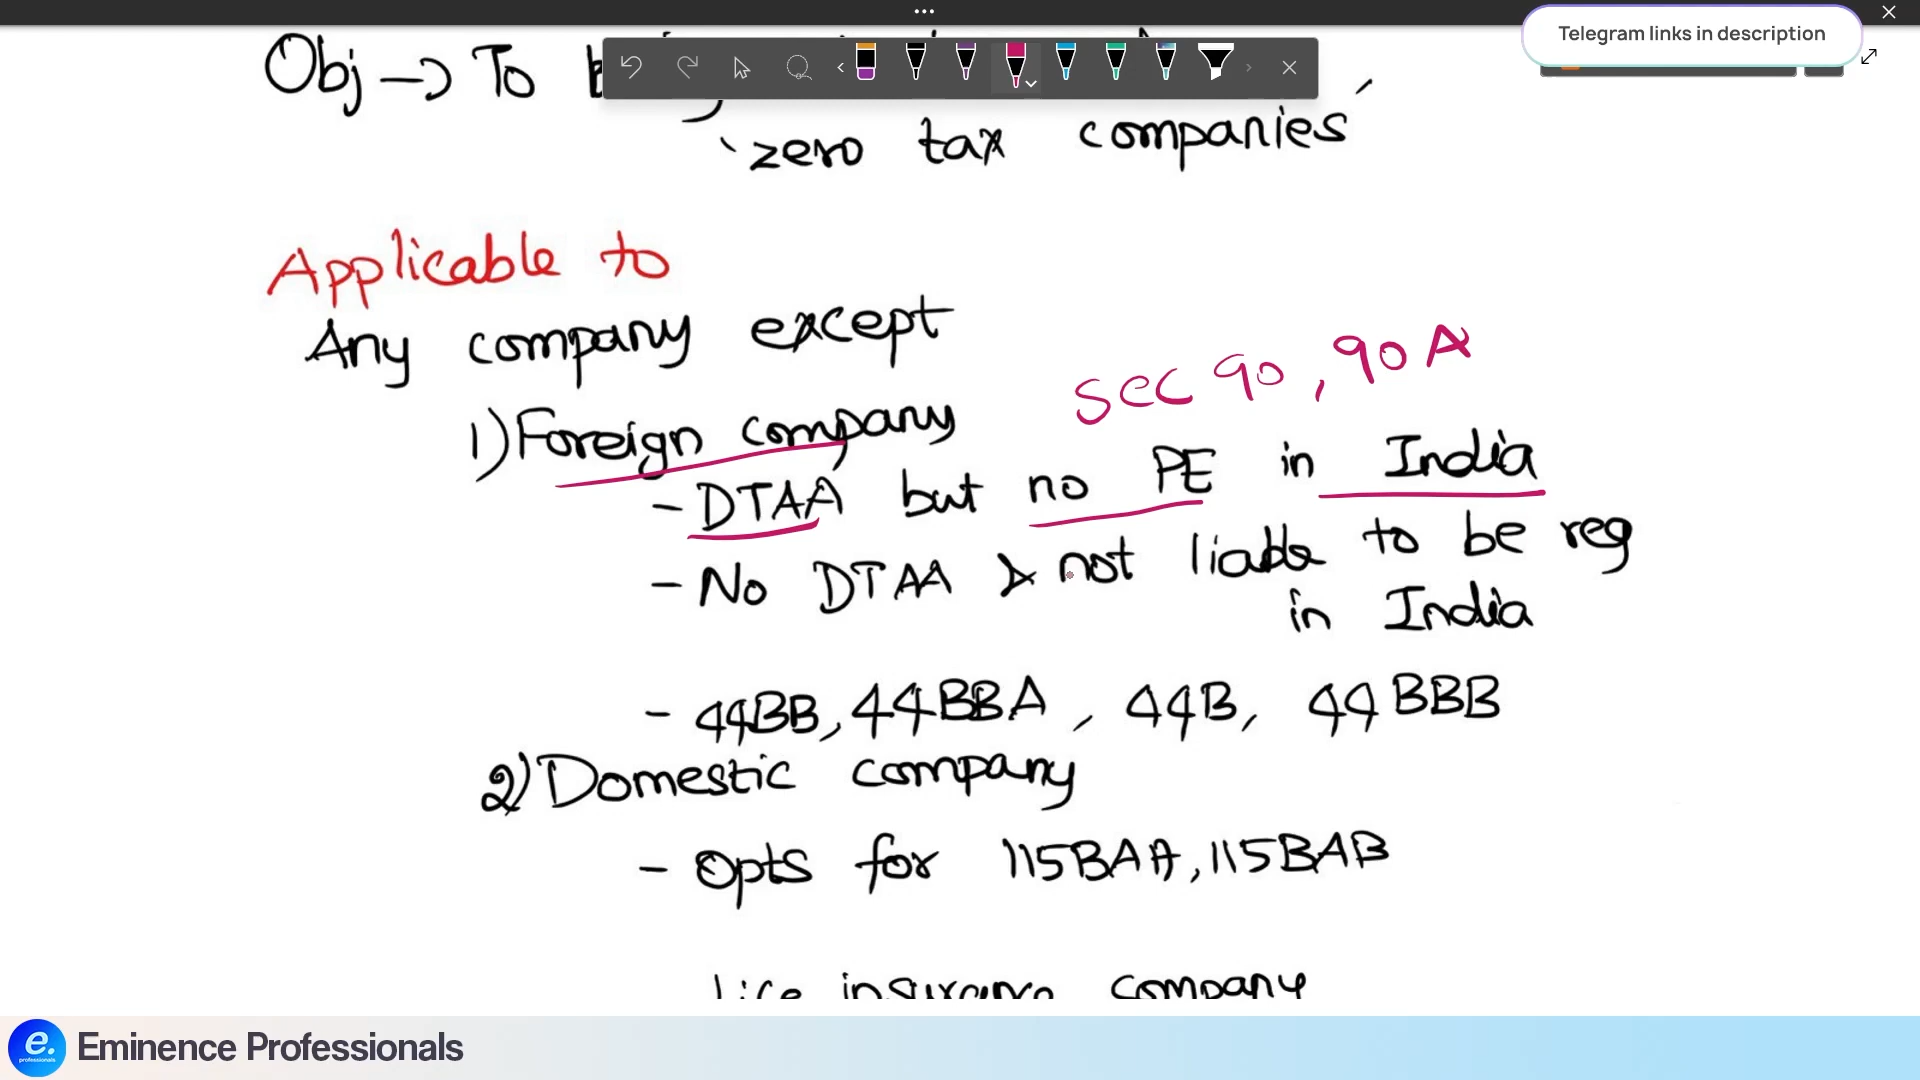 Telegram links in description
Obj → To
'zero tax companies'
Applicable to
Any company except
sec 90, 90A
1) Foreign company
- DTAA but no PE in India
- No DTAA & not liable to be reg
in India
- 44BB, 44BBA, 44B, 44BBB
2) Domestic company
- Opts for 115BAA, 115BAB
Life insurance company
e.
professionals
Eminence Professionals